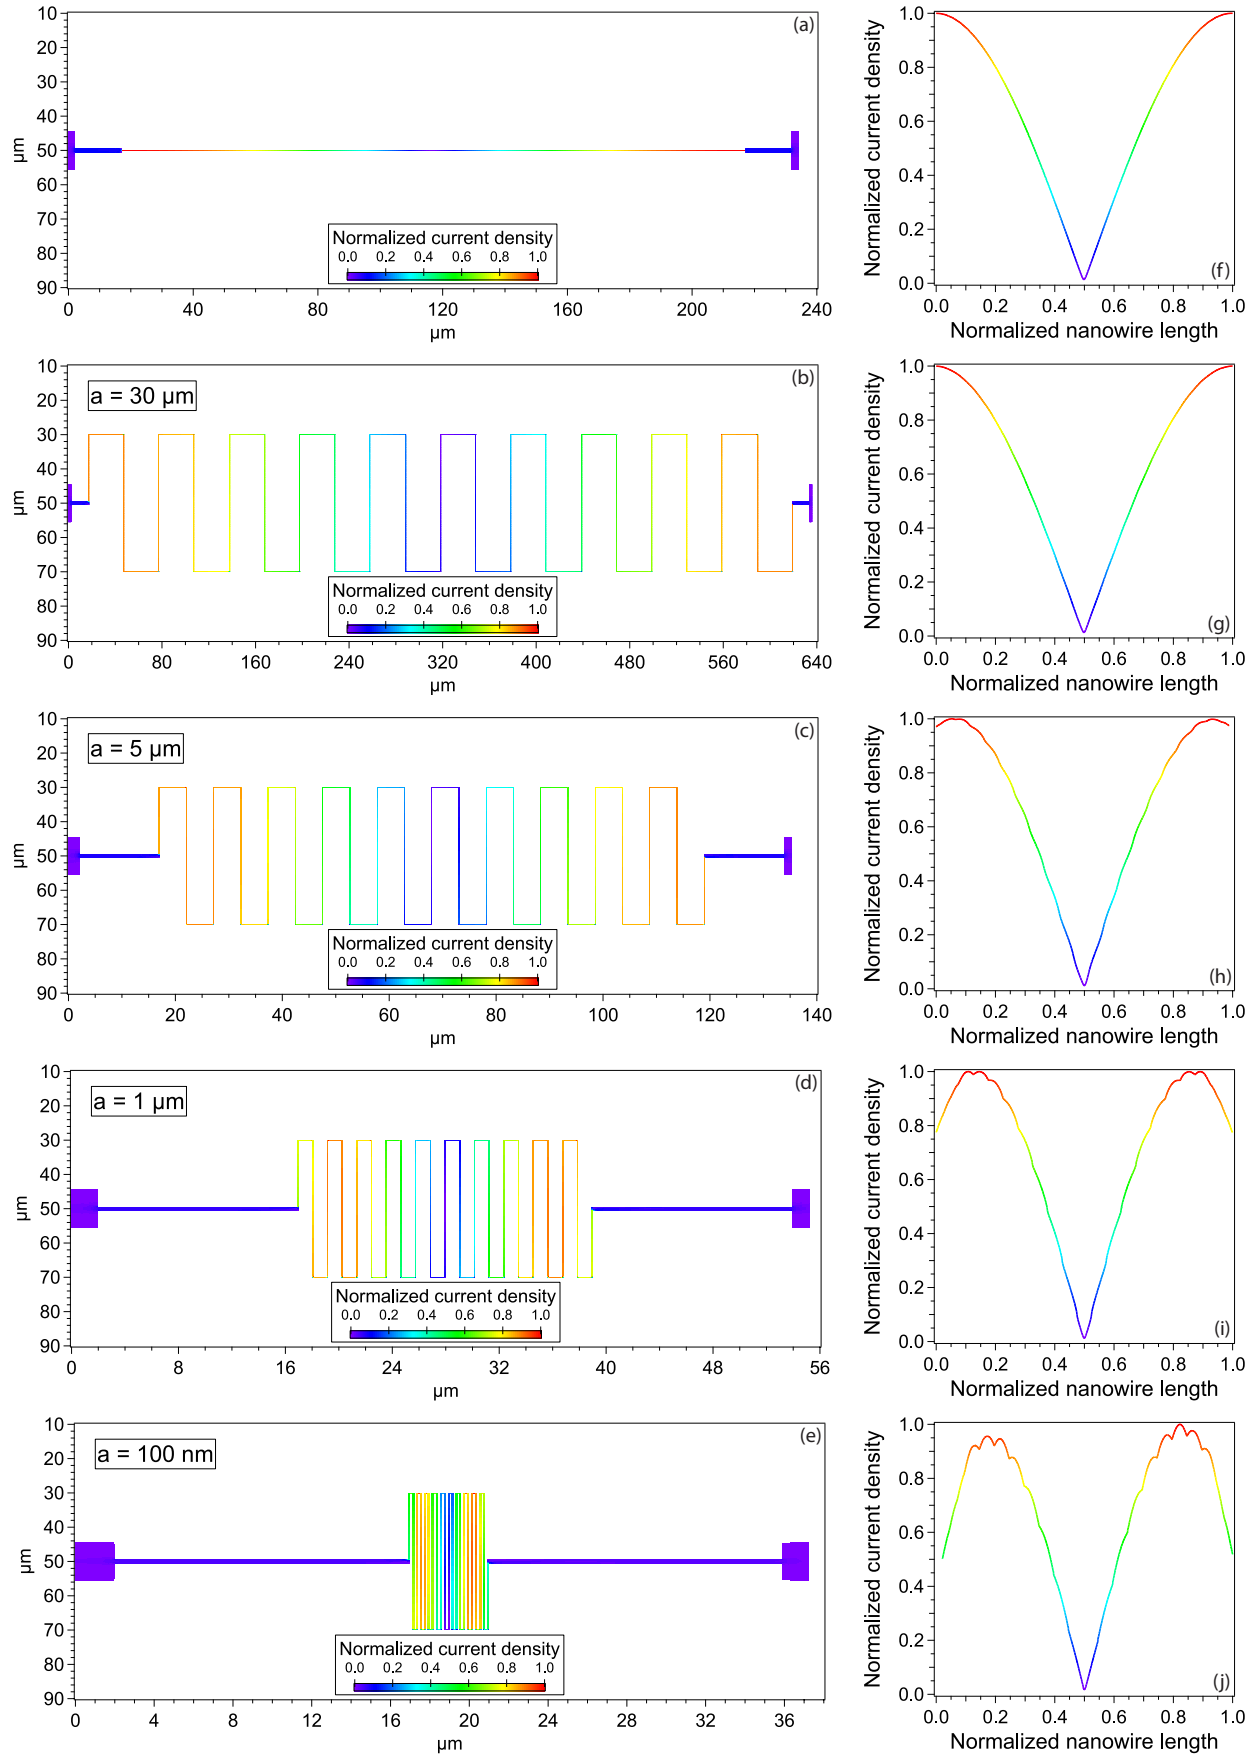 (a)
10
20
30
40
50
60
70
80
90
µm
Normalized current density
0.0 0.2 0.4 0.6 0.8 1.0
0 40 80 120 160 200 240
µm
(f)
1.0
0.8
0.6
0.4
0.2
0.0
Normalized current density
0.0 0.2 0.4 0.6 0.8 1.0
Normalized nanowire length
(b)
a = 30 µm
10
20
30
40
50
60
70
80
90
µm
Normalized current density
0.0 0.2 0.4 0.6 0.8 1.0
0 80 160 240 320 400 480 560 640
µm
(g)
1.0
0.8
0.6
0.4
0.2
0.0
Normalized current density
0.0 0.2 0.4 0.6 0.8 1.0
Normalized nanowire length
(c)
a = 5 µm
10
20
30
40
50
60
70
80
90
µm
Normalized current density
0.0 0.2 0.4 0.6 0.8 1.0
0 20 40 60 80 100 120 140
µm
(h)
1.0
0.8
0.6
0.4
0.2
0.0
Normalized current density
0.0 0.2 0.4 0.6 0.8 1.0
Normalized nanowire length
(d)
a = 1 µm
10
20
30
40
50
60
70
80
90
µm
Normalized current density
0.0 0.2 0.4 0.6 0.8 1.0
0 8 16 24 32 39 48 56
µm
(i)
1.0
0.8
0.6
0.4
0.2
0.0
Normalized current density
0.0 0.2 0.4 0.6 0.8 1.0
Normalized nanowire length
(e)
a = 100 nm
10
20
30
40
50
60
70
80
90
µm
Normalized current density
0.0 0.2 0.4 0.6 0.8 1.0
0 4 8 12 16 20 24 28 32 36
µm
(j)
1.0
0.8
0.6
0.4
0.2
0.0
Normalized current density
0.0 0.2 0.4 0.6 0.8 1.0
Normalized nanowire length